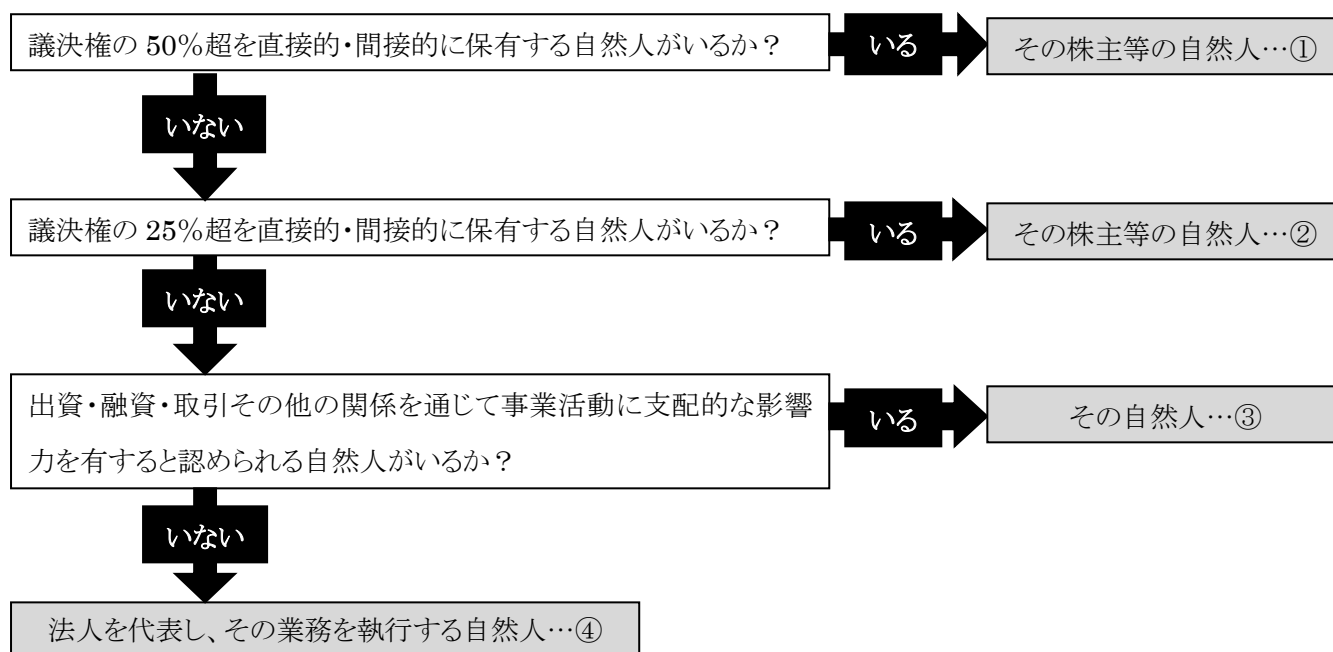 議決権の 50％超を直接的・間接的に保有する自然人がいるか？
いる
その株主等の自然人…①
いない
議決権の 25％超を直接的・間接的に保有する自然人がいるか？
いる
その株主等の自然人…②
いない
出資・融資・取引その他の関係を通じて事業活動に支配的な影響
力を有すると認められる自然人がいるか？
いる
その自然人…③
いない
法人を代表し、その業務を執行する自然人…④